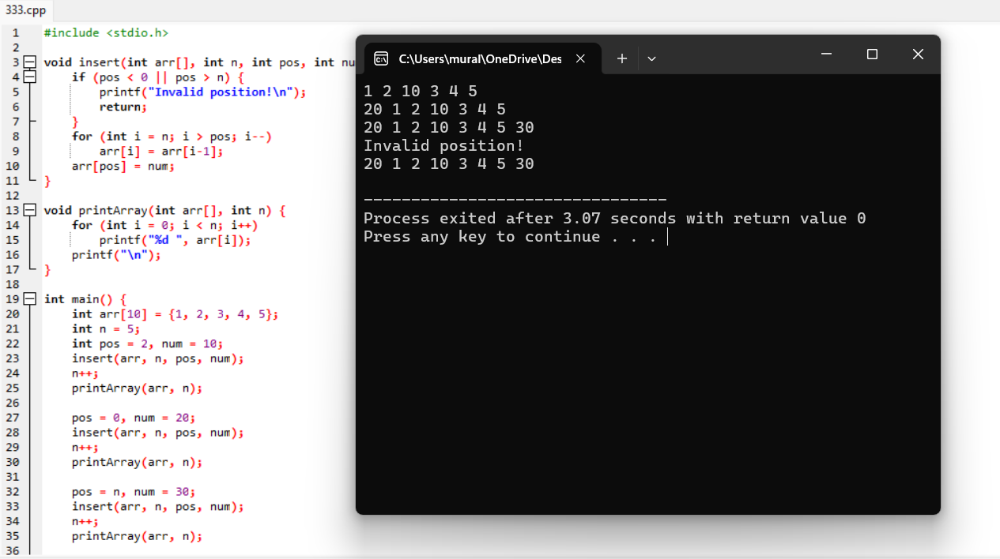 333.cpp
1 #include <stdio.h>
2
3 void insert(int arr[], int n, int pos, int nu
4 if (pos < 0 || pos > n) {
5 printf("Invalid position!\n");
6 return;
7 }
8 for (int i = n; i > pos; i--)
9 arr[i] = arr[i-1];
10 arr[pos] = num;
11 }
12
13 void printArray(int arr[], int n) {
14 for (int i = 0; i < n; i++)
15 printf("%d ", arr[i]);
16 printf("\n");
17 }
18
19 int main() {
20 int arr[10] = {1, 2, 3, 4, 5};
21 int n = 5;
22 int pos = 2, num = 10;
23 insert(arr, n, pos, num);
24 n++;
25 printArray(arr, n);
26
27 pos = 0, num = 20;
28 insert(arr, n, pos, num);
29 n++;
30 printArray(arr, n);
31
32 pos = n, num = 30;
33 insert(arr, n, pos, num);
34 n++;
35 printArray(arr, n);
36
C:\Users\mural\OneDrive\Des
1 2 10 3 4 5
20 1 2 10 3 4 5
20 1 2 10 3 4 5 30
Invalid position!
20 1 2 10 3 4 5 30
--------------------------------
Process exited after 3.07 seconds with return value 0
Press any key to continue . . .